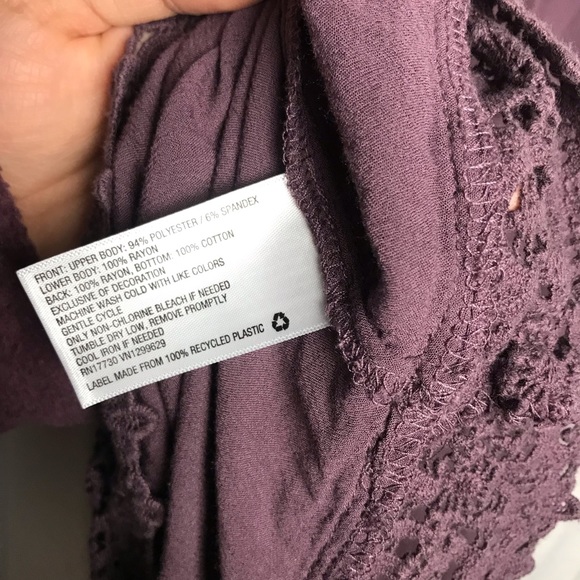 FRONT: UPPER BODY: 94% POLYESTER / 6% SPANDEX
LOWER BODY: 100% RAYON
BACK: 100% RAYON, BOTTOM: 100% COTTON
EXCLUSIVE OF DECORATION
MACHINE WASH COLD WITH LIKE COLORS
GENTLE CYCLE
ONLY NON-CHLORINE BLEACH IF NEEDED
TUMBLE DRY LOW, REMOVE PROMPTLY
COOL IRON IF NEEDED
RN17730 VN1299629
LABEL MADE FROM 100% RECYCLED PLASTIC